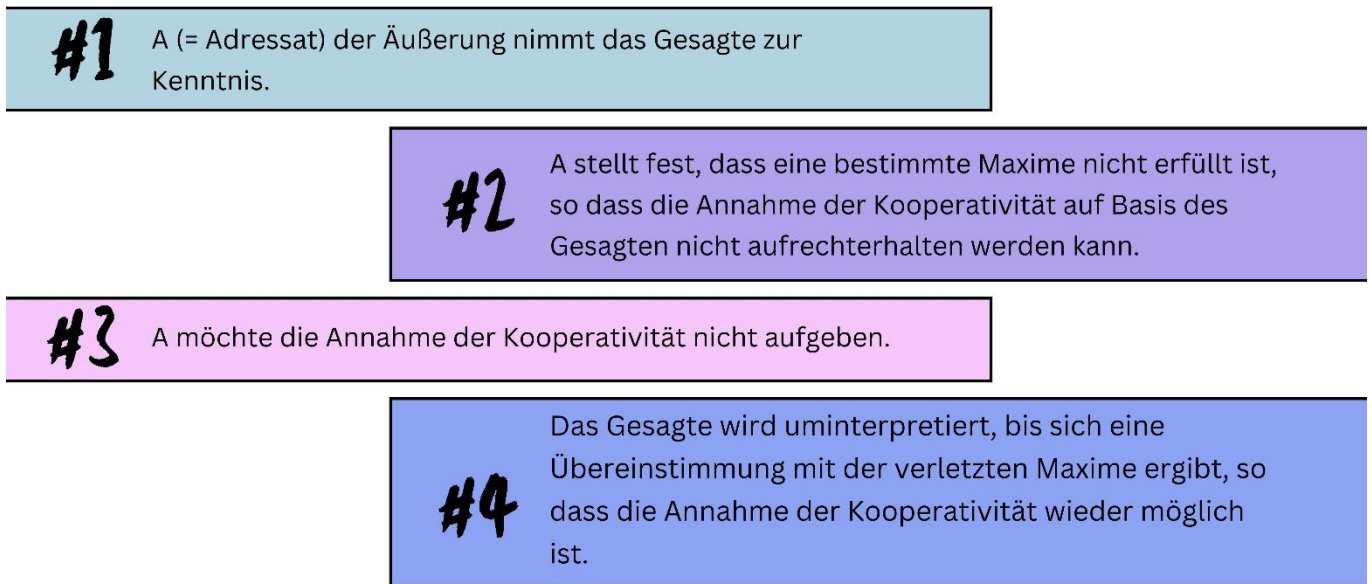 #1
A (= Adressat) der Äußerung nimmt das Gesagte zur
Kenntnis.
#2
A stellt fest, dass eine bestimmte Maxime nicht erfüllt ist,
so dass die Annahme der Kooperativität auf Basis des
Gesagten nicht aufrechterhalten werden kann.
#3
A möchte die Annahme der Kooperativität nicht aufgeben.
#4
Das Gesagte wird uminterpretiert, bis sich eine
Übereinstimmung mit der verletzten Maxime ergibt, so
dass die Annahme der Kooperativität wieder möglich
ist.